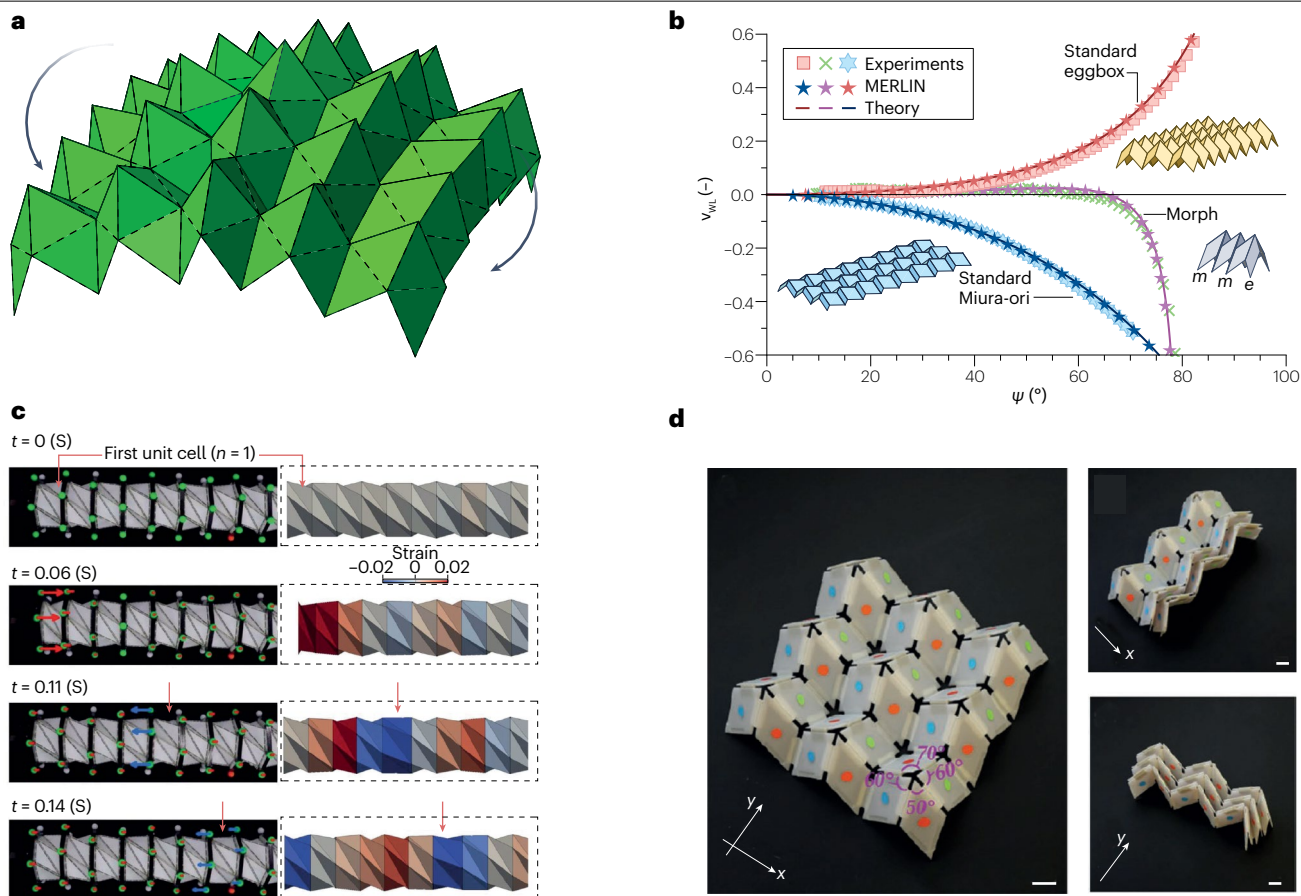 a
b
0.6
0.4
0.2
0.0
−0.2
−0.4
−0.6
ν_WL (–)
Experiments
MERLIN
Theory
Standard
eggbox
Morph
m m e
Standard
Miura-ori
0 20 40 60 80 100
ψ (°)
c
t = 0 (S)
First unit cell (n = 1)
Strain
−0.02 0 0.02
t = 0.06 (S)
t = 0.11 (S)
t = 0.14 (S)
d
70°
60° 60°
50°
y
x
x
y